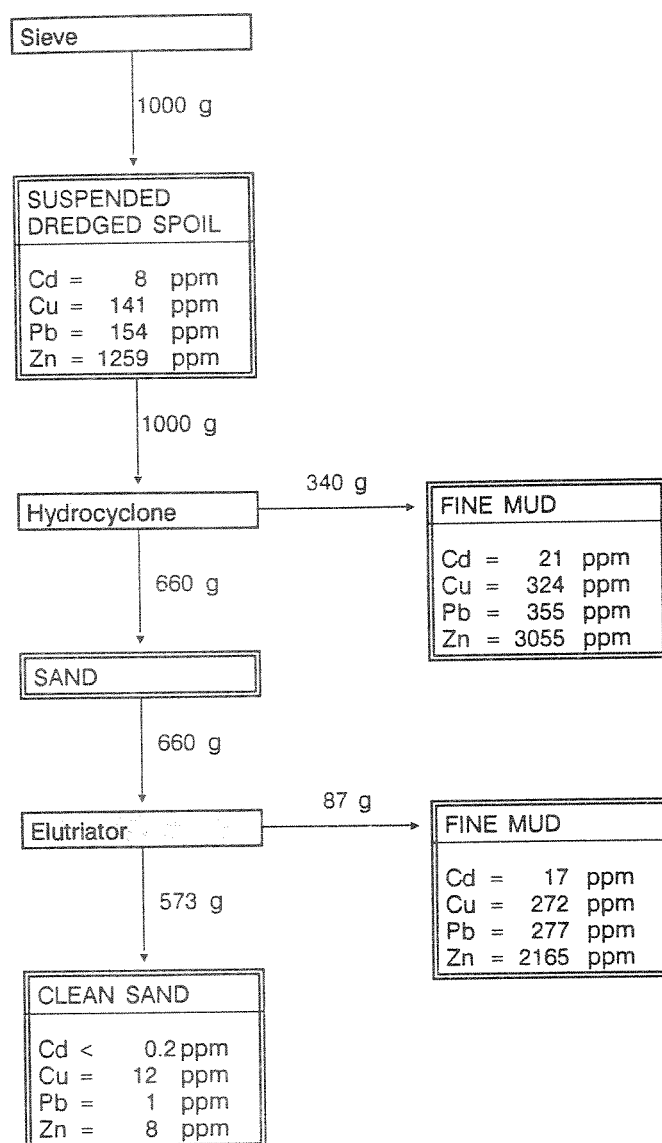 Sieve
1000 g
SUSPENDED
DREDGED SPOIL
Cd = 8 ppm
Cu = 141 ppm
Pb = 154 ppm
Zn = 1259 ppm
1000 g
Hydrocyclone
340 g
FINE MUD
Cd = 21 ppm
Cu = 324 ppm
Pb = 355 ppm
Zn = 3055 ppm
660 g
SAND
660 g
Elutriator
87 g
FINE MUD
Cd = 17 ppm
Cu = 272 ppm
Pb = 277 ppm
Zn = 2165 ppm
573 g
CLEAN SAND
Cd < 0.2 ppm
Cu = 12 ppm
Pb = 1 ppm
Zn = 8 ppm